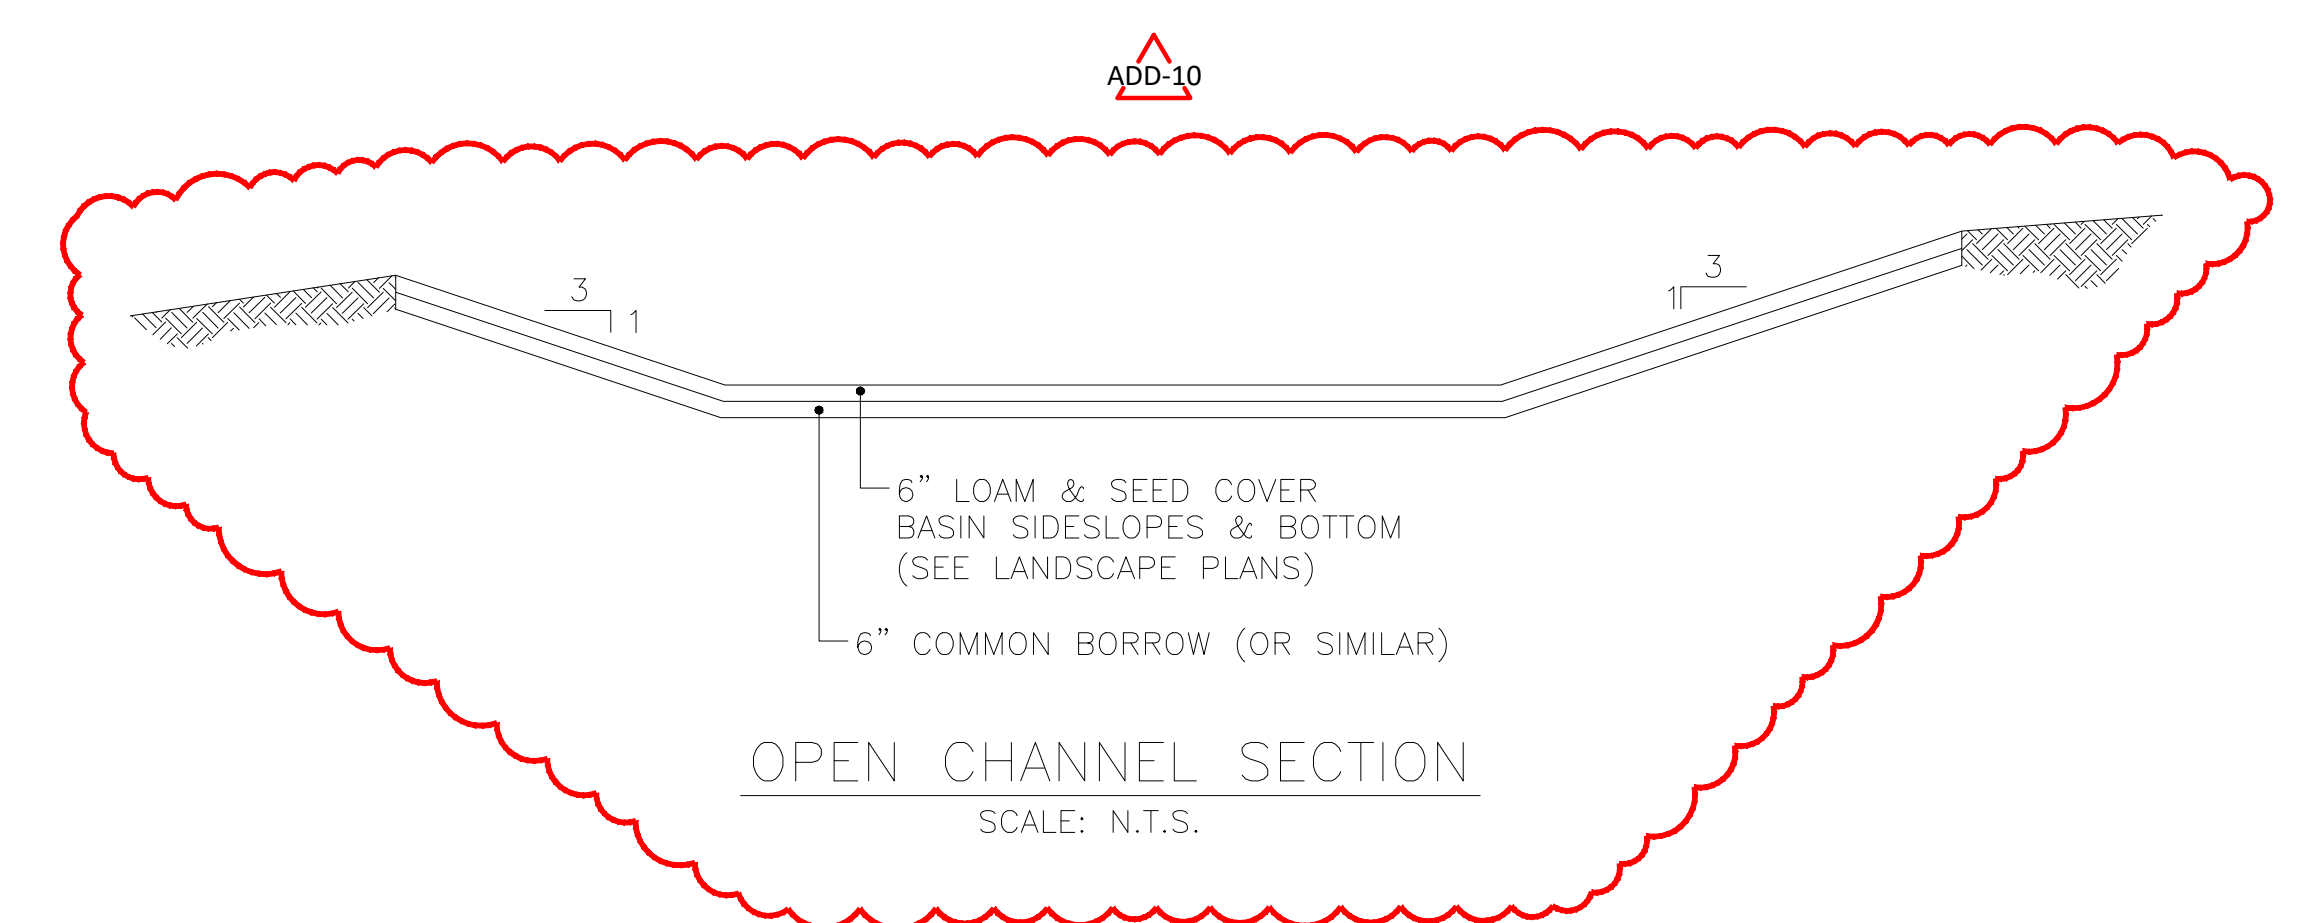 ADD-10
3
1
3
1
6” LOAM & SEED COVER
BASIN SIDESLOPES & BOTTOM
(SEE LANDSCAPE PLANS)
6” COMMON BORROW (OR SIMILAR)
OPEN CHANNEL SECTION
SCALE: N.T.S.